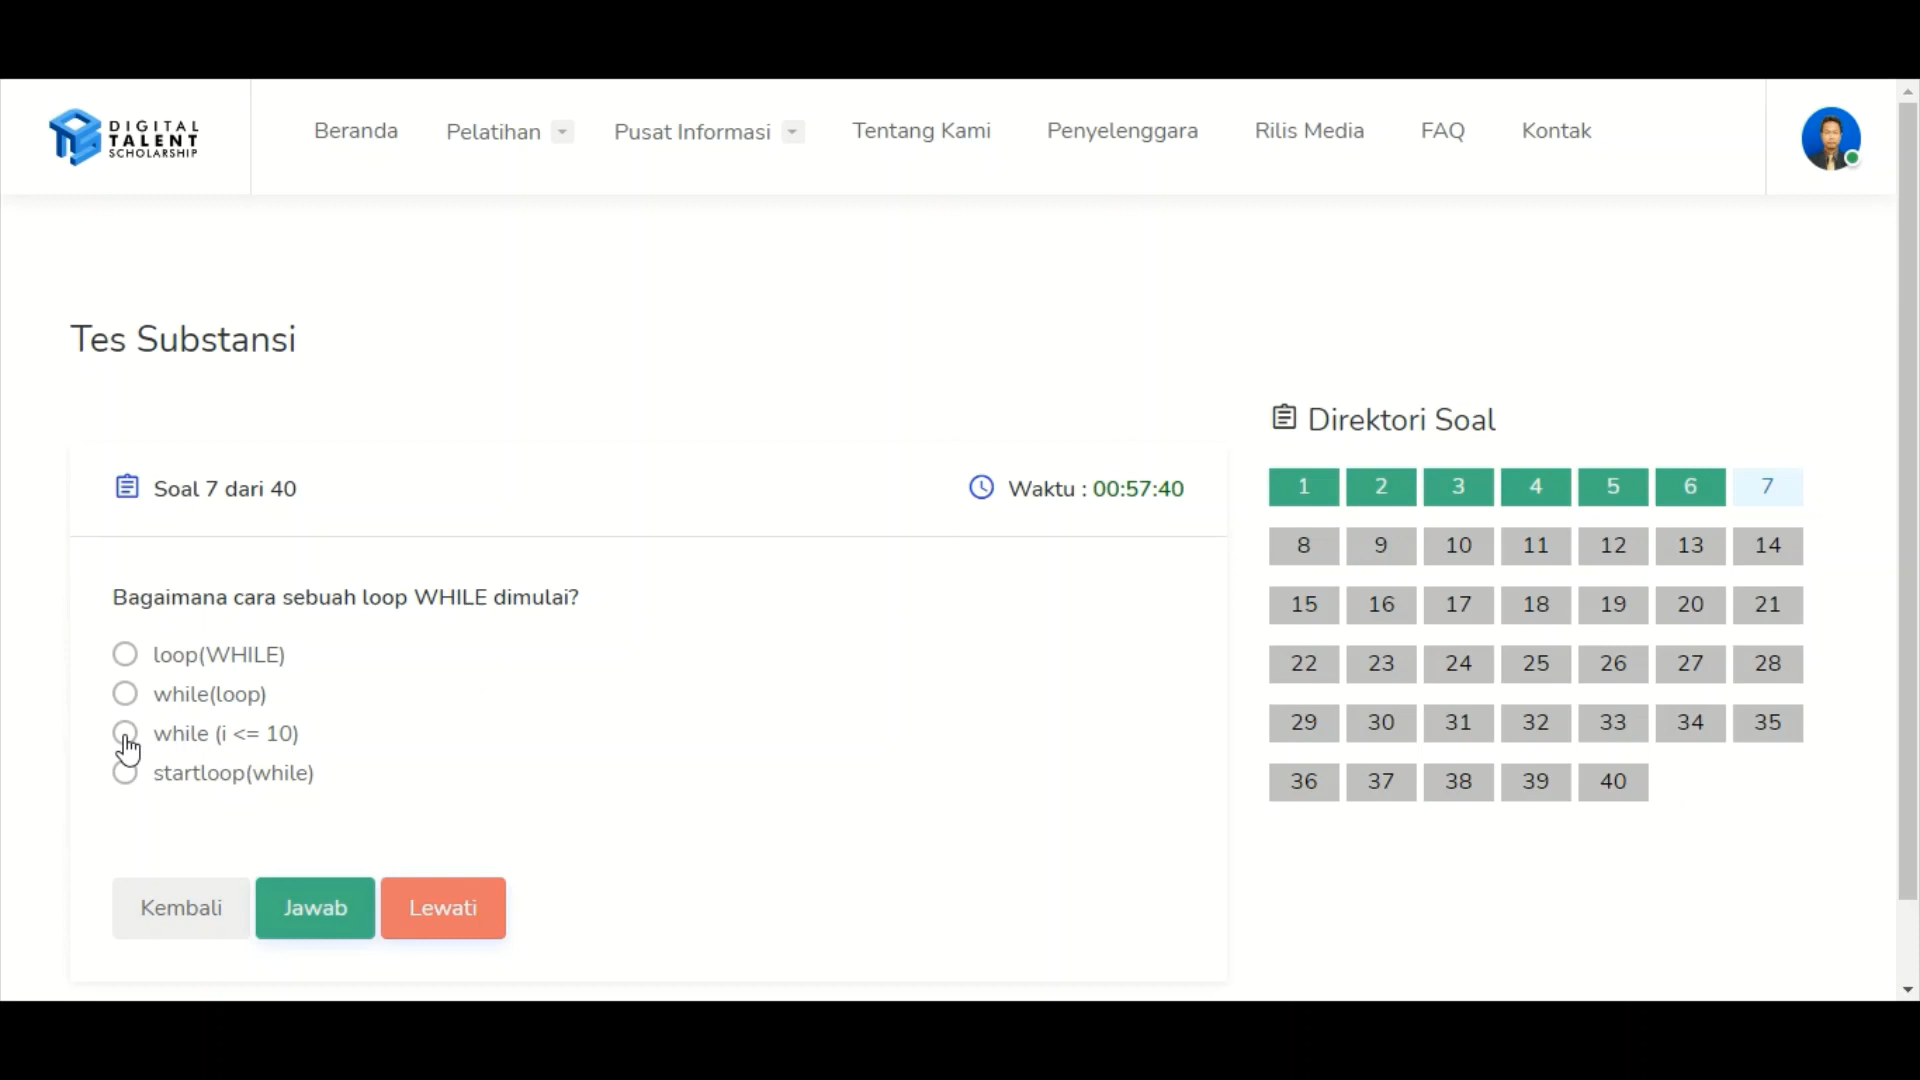 DIGITAL
TALENT
SCHOLARSHIP
Beranda
Pelatihan
Pusat Informasi
Tentang Kami
Penyelenggara
Rilis Media
FAQ
Kontak
Tes Substansi
Direktori Soal
Soal 7 dari 40
Waktu : 00:57:40
1 2 3 4 5 6 7
8 9 10 11 12 13 14
15 16 17 18 19 20 21
22 23 24 25 26 27 28
29 30 31 32 33 34 35
36 37 38 39 40
Bagaimana cara sebuah loop WHILE dimulai?
loop(WHILE)
while(loop)
while (i <= 10)
startloop(while)
Kembali
Jawab
Lewati